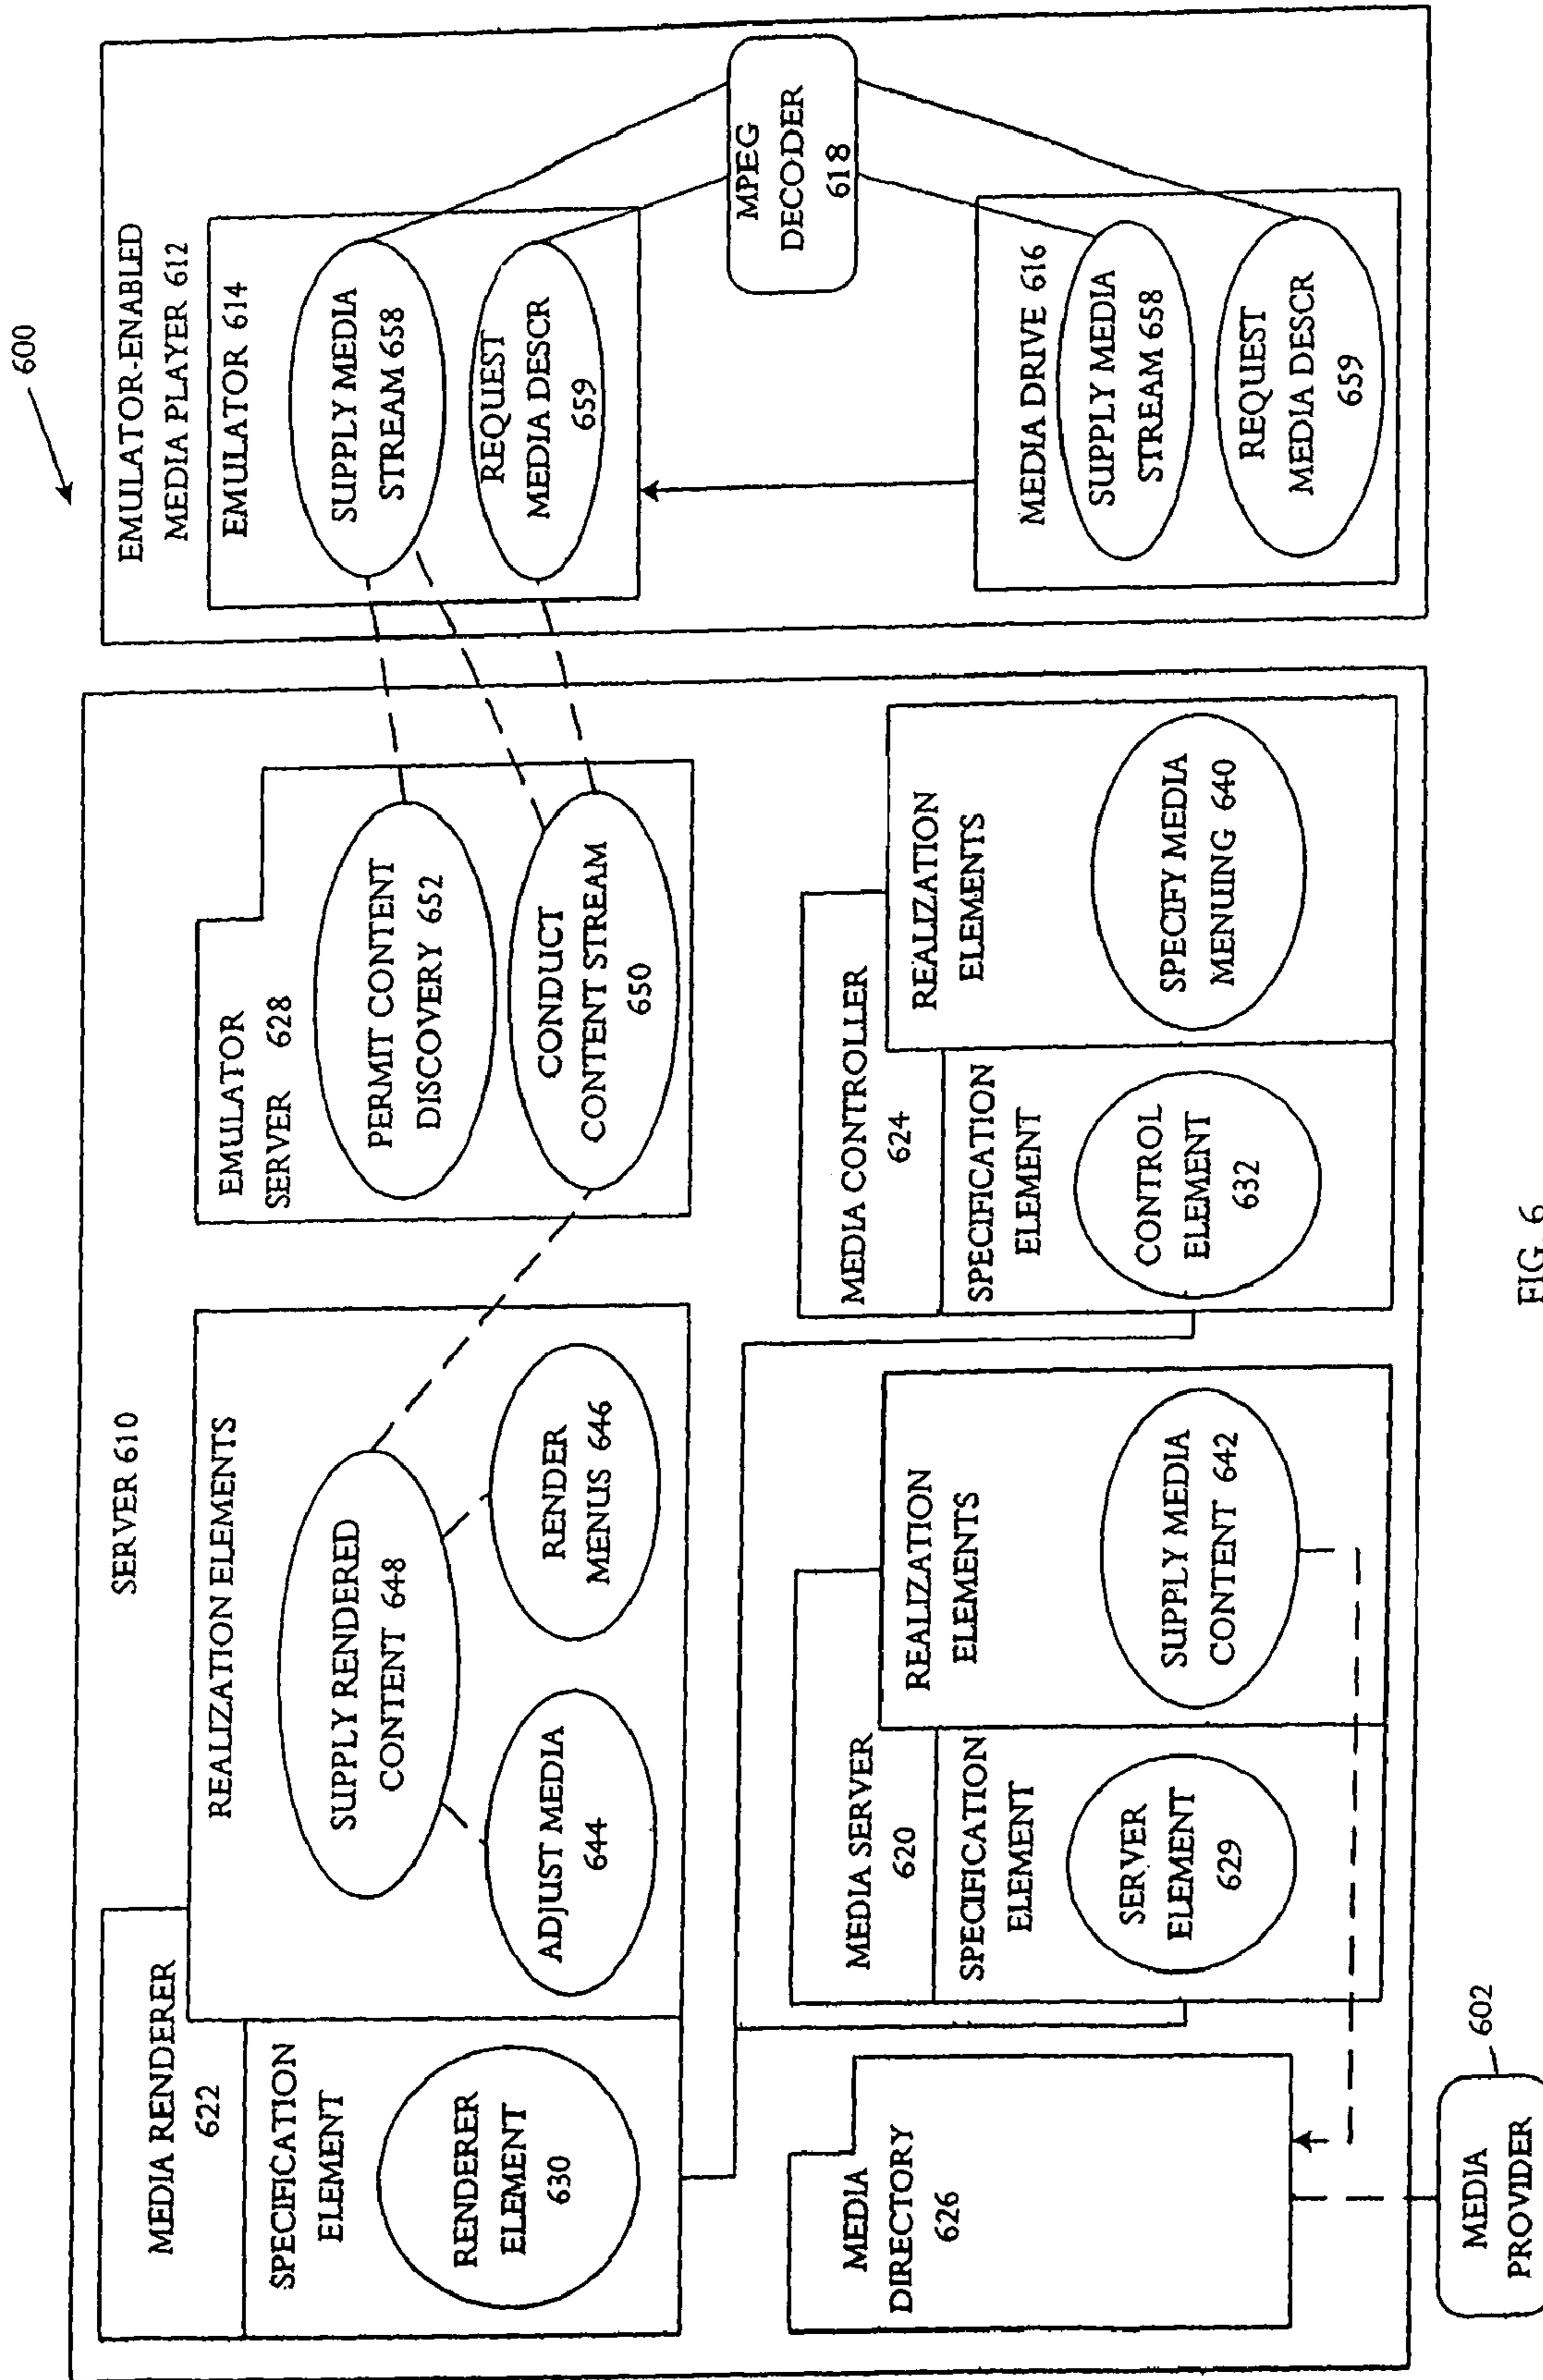 600
SERVER 610
MEDIA RENDERER
622
SPECIFICATION
ELEMENT
RENDERER
ELEMENT
630
REALIZATION ELEMENTS
SUPPLY RENDERED
CONTENT 648
ADJUST MEDIA
644
RENDER
MENUS 646
EMULATOR
SERVER 628
PERMIT CONTENT
DISCOVERY 652
CONDUCT
CONTENT STREAM
650
EMULATOR-ENABLED
MEDIA PLAYER 612
EMULATOR 614
SUPPLY MEDIA
STREAM 658
REQUEST
MEDIA DESCR
659
MPEG
DECODER
618
MEDIA DRIVE 616
SUPPLY MEDIA
STREAM 658
REQUEST
MEDIA DESCR
659
MEDIA
DIRECTORY
626
MEDIA SERVER
620
SPECIFICATION
ELEMENT
SERVER
ELEMENT
629
REALIZATION
ELEMENTS
SUPPLY MEDIA
CONTENT 642
MEDIA CONTROLLER
624
SPECIFICATION
ELEMENT
CONTROL
ELEMENT
632
REALIZATION
ELEMENTS
SPECIFY MEDIA
MENUING 640
MEDIA
PROVIDER
602
FIG. 6